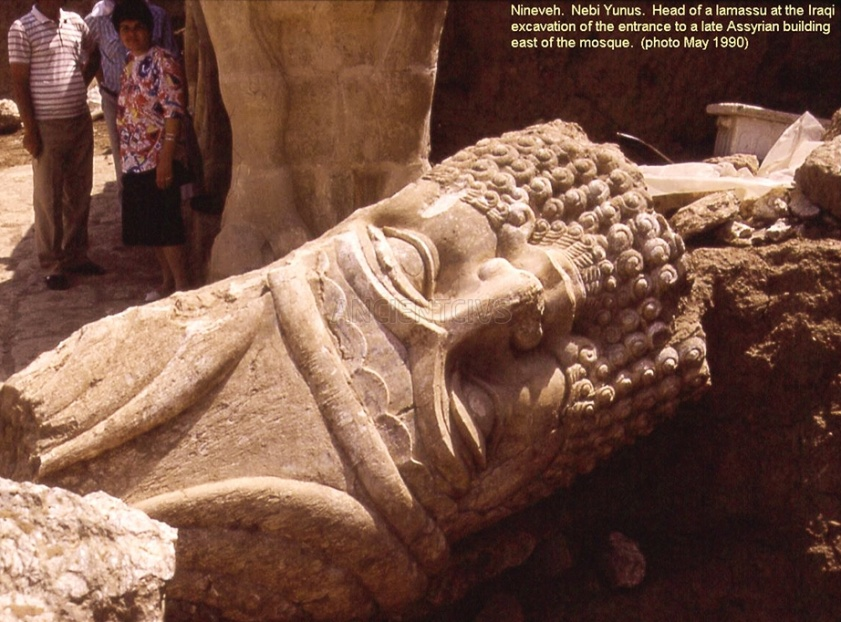 Nineveh. Nebi Yunus. Head of a lamassu at the Iraqi
excavation of the entrance to a late Assyrian building
east of the mosque. (photo May 1990)
ANCIENTCIVS